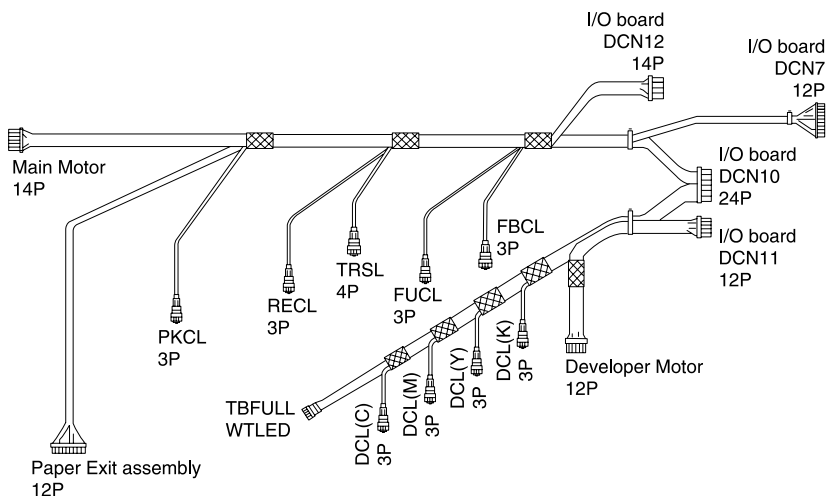 I/O board
DCN12
14P
I/O board
DCN7
12P
Main Motor
14P
I/O board
DCN10
24P
FBCL
3P
TRSL
4P
I/O board
DCN11
12P
RECL
3P
FUCL
3P
PKCL
3P
DCL(K)
3P
DCL(Y)
3P
DCL(M)
3P
DCL(C)
3P
Developer Motor
12P
TBFULL
WTLED
Paper Exit assembly
12P